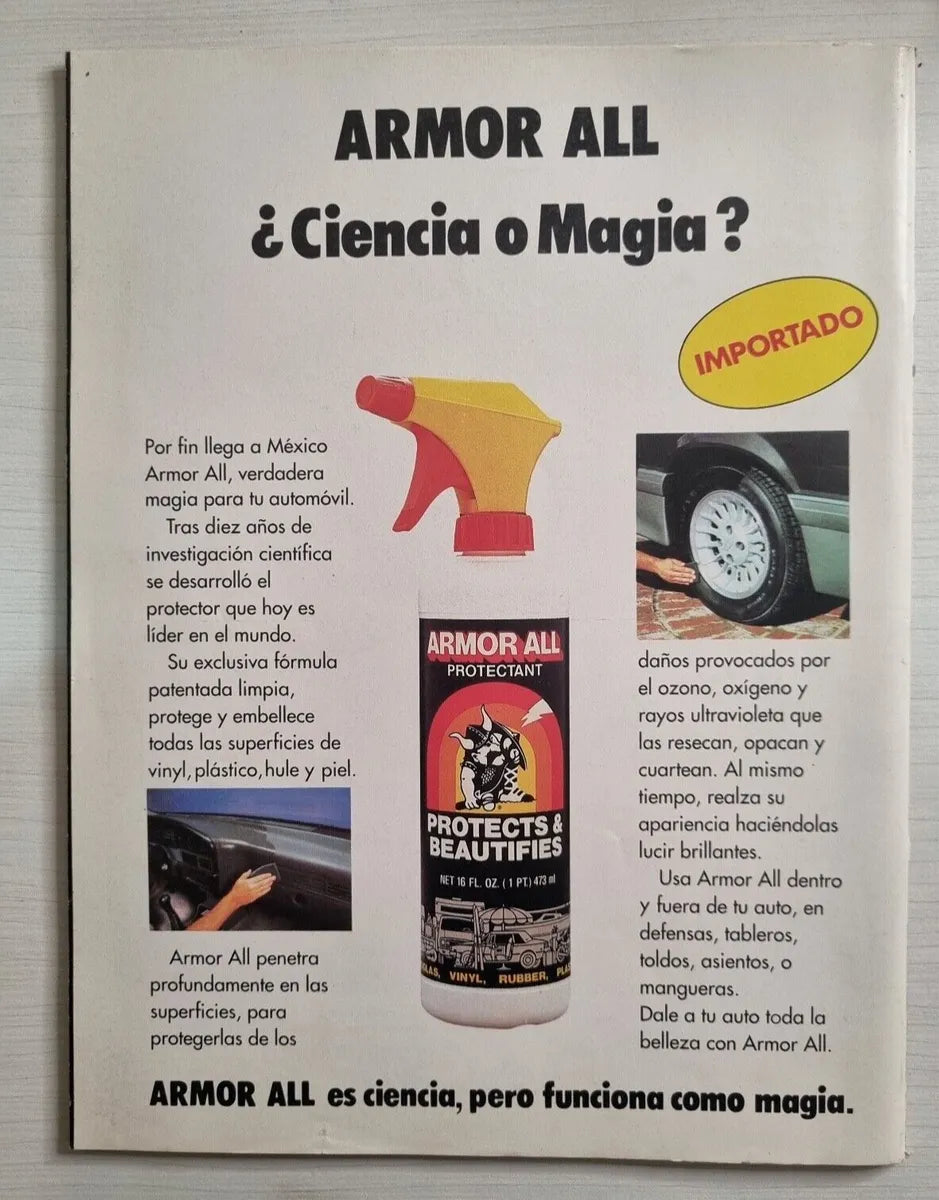 ARMOR ALL
¿Ciencia o Magia?
IMPORTADO
Por fin llega a México
Armor All, verdadera
magia para tu automóvil.
Tras diez años de
investigación científica
se desarrolló el
protector que hoy es
líder en el mundo.
Su exclusiva fórmula
patentada limpia,
protege y embellece
todas las superficies de
vinyl, plástico, hule y piel.
Armor All penetra
profundamente en las
superficies, para
protegerlas de los
ARMOR ALL
PROTECTANT
PROTECTS &
BEAUTIFIES
NET 16 FL. OZ. (1 PT.) 473 ml
VINYL, RUBBER,
daños provocados por
el ozono, oxígeno y
rayos ultravioleta que
las resecan, opacan y
cuartean. Al mismo
tiempo, realza su
apariencia haciéndolas
lucir brillantes.
Usa Armor All dentro
y fuera de tu auto, en
defensas, tableros,
toldos, asientos, o
mangueras.
Dale a tu auto toda la
belleza con Armor All.
ARMOR ALL es ciencia, pero funciona como magia.